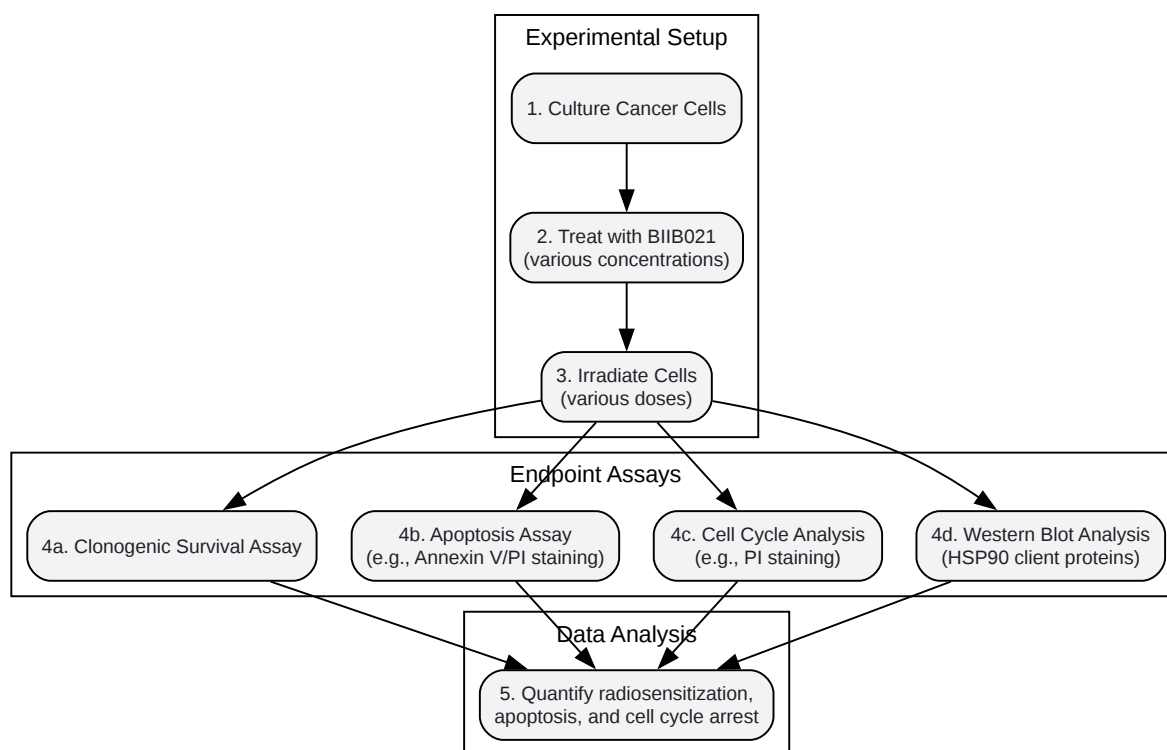 Experimental Setup
1. Culture Cancer Cells
2. Treat with BIIB021
(various concentrations)
3. Irradiate Cells
(various doses)
Endpoint Assays
4a. Clonogenic Survival Assay
4b. Apoptosis Assay
(e.g., Annexin V/PI staining)
4c. Cell Cycle Analysis
(e.g., PI staining)
4d. Western Blot Analysis
(HSP90 client proteins)
Data Analysis
5. Quantify radiosensitization,
apoptosis, and cell cycle arrest